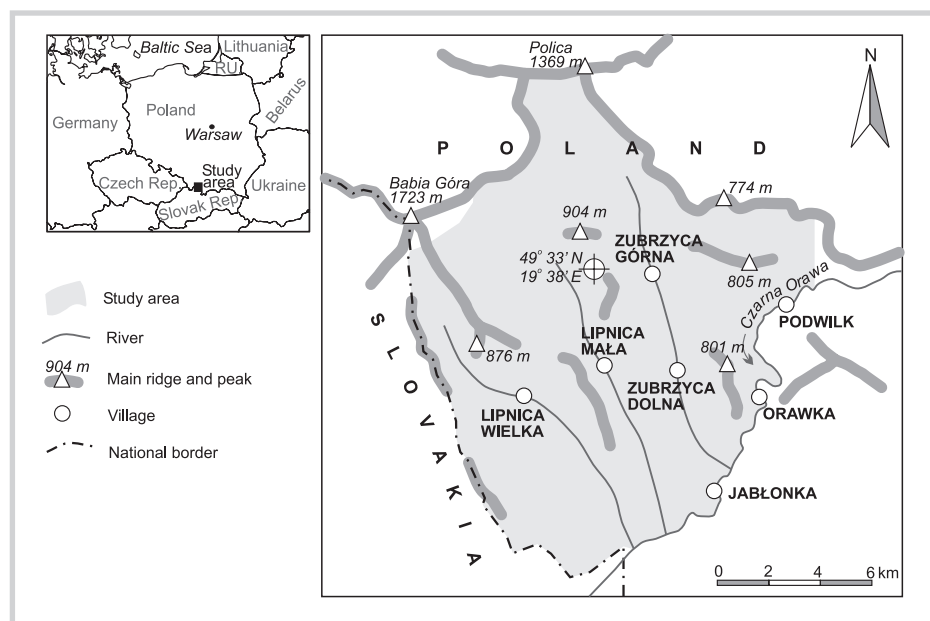 Baltic Sea
Lithuania
RU
Poland
Belarus
Germany
Warsaw
Czech Rep.
Study
area
Ukraine
Slovak Rep.
Study area
River
904 m
Main ridge and peak
Village
National border
Polica
1369 m
N
P O L A N D
Babia Góra
1723 m
774 m
904 m
ZUBRZYCA
GÓRNA
49° 33' N
19° 38' E
805 m
Czarna Orawa
PODWILK
S L O V A K I A
LIPNICA
MAŁA
801 m
876 m
ZUBRZYCA
DOLNA
ORAWKA
LIPNICA
WIELKA
JABŁONKA
0 2 4 6 km